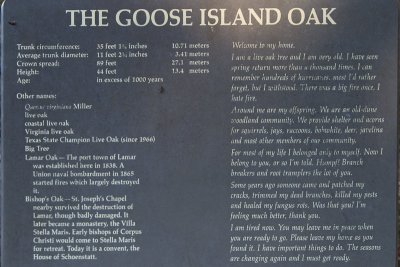 THE GOOSE ISLAND OAK
Trunk circumference: 35 feet 1¾ inches 10.71 meters
Average trunk diameter: 11 feet 2¼ inches 3.41 meters
Crown spread: 89 feet 27.1 meters
Height: 44 feet 13.4 meters
Age: in excess of 1000 years
Other names:
Quercus virginiana Miller
live oak
coastal live oak
Virginia live oak
Texas State Champion Live Oak (since 1966)
Big Tree
Lamar Oak—The port town of Lamar
was established here in 1838. A
Union naval bombardment in 1865
started fires which largely destroyed
it.
Bishop's Oak—St. Joseph's Chapel
nearby survived the destruction of
Lamar, though badly damaged. It
later became a monastery, the Villa
Stella Maris. Early bishops of Corpus
Christi would come to Stella Maris
for retreat. Today it is a convent, the
House of Schoenstatt.
Welcome to my home.
I am a live oak tree and I am very old. I have seen
spring return more than a thousand times. I can
remember hundreds of hurricanes, most I'd rather
forget, but I withstood. There was a big fire once. I
hate fire.
Around me are my offspring. We are an old-dune
woodland community. We provide shelter and acorns
for squirrels, jays, raccoons, bobwhite, deer, javelina
and most other members of our community.
For most of my life I belonged only to myself. Now I
belong to you, or so I'm told. Humpf! Branch
breakers and root tramplers the lot of you.
Some years ago someone came and patched my
cracks, trimmed my dead branches, killed my pests
and healed my fungus rots. Was that you? I'm
feeling much better, thank you.
I am tired now. You may leave me in peace when
you are ready to go. Please leave my home as you
found it. I have important things to do. The seasons
are changing again and I must get ready.